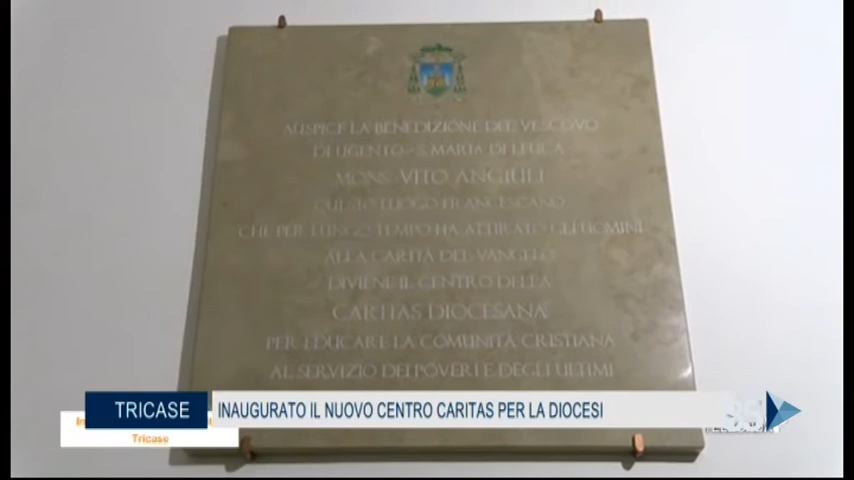 AUSPICE LA BENEDIZIONE DEL VESCOVO
DI UGENTO - S. MARIA DI LEUCA
MONS. VITO ANGIULI
QUESTO LUOGO FRANCESCANO
CHE PER LUNGO TEMPO HA ATTIRATO GLI UOMINI
ALLA CARITÀ DEL VANGELO
DIVIENE IL CENTRO DELLA
CARITAS DIOCESANA
PER EDUCARE LA COMUNITÀ CRISTIANA
AL SERVIZIO DEI POVERI E DEGLI ULTIMI
TRICASE INAUGURATO IL NUOVO CENTRO CARITAS PER LA DIOCESI
Tricase